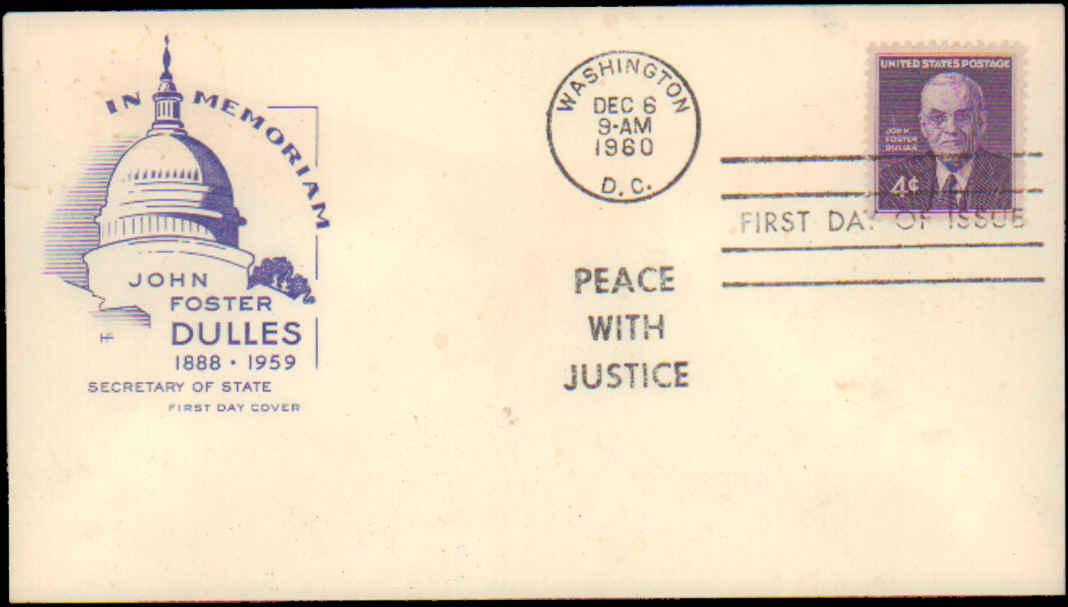 IN MEMORIAM
JOHN
FOSTER
DULLES
1888 · 1959
SECRETARY OF STATE
FIRST DAY COVER
HF
WASHINGTON
DEC 6
9-AM
1960
D. C.
UNITED STATES POSTAGE
JOHN
FOSTER
DULLES
4¢
FIRST DAY OF ISSUE
PEACE
WITH
JUSTICE